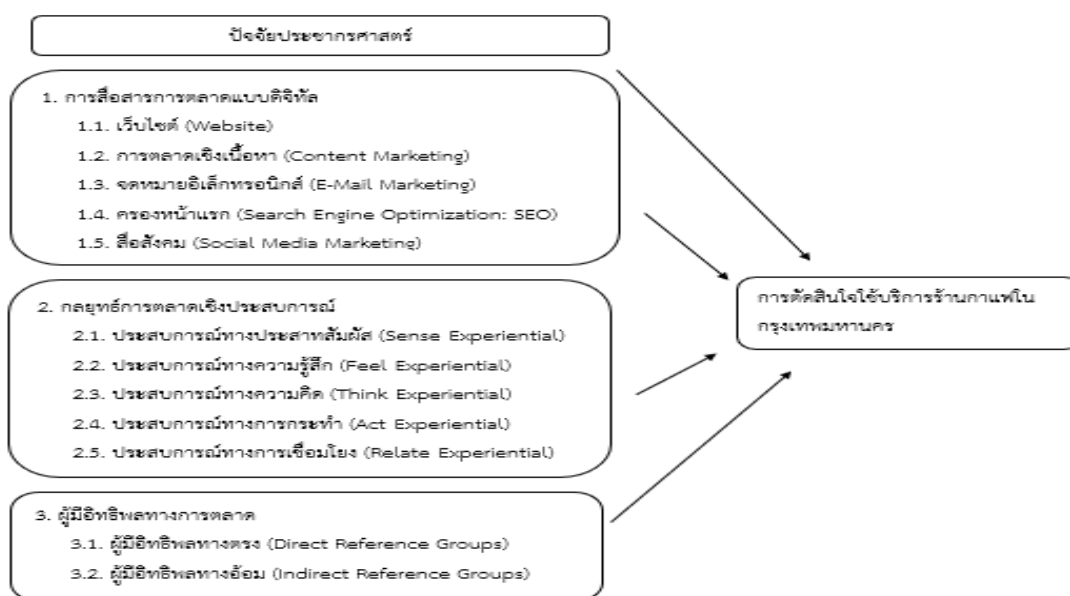 ปัจจัยประชากรศาสตร์
1. การสื่อสารการตลาดแบบดิจิทัล
1.1. เว็บไซต์ (Website)
1.2. การตลาดเชิงเนื้อหา (Content Marketing)
1.3. จดหมายอิเล็กทรอนิกส์ (E-Mail Marketing)
1.4. ครองหน้าแรก (Search Engine Optimization: SEO)
1.5. สื่อสังคม (Social Media Marketing)
2. กลยุทธ์การตลาดเชิงประสบการณ์
2.1. ประสบการณ์ทางประสาทสัมผัส (Sense Experiential)
2.2. ประสบการณ์ทางความรู้สึก (Feel Experiential)
2.3. ประสบการณ์ทางความคิด (Think Experiential)
2.4. ประสบการณ์ทางการกระทำ (Act Experiential)
2.5. ประสบการณ์ทางการเชื่อมโยง (Relate Experiential)
3. ผู้มีอิทธิพลทางการตลาด
3.1. ผู้มีอิทธิพลทางตรง (Direct Reference Groups)
3.2. ผู้มีอิทธิพลทางอ้อม (Indirect Reference Groups)
การตัดสินใจใช้บริการร้านกาแฟใน
กรุงเทพมหานคร